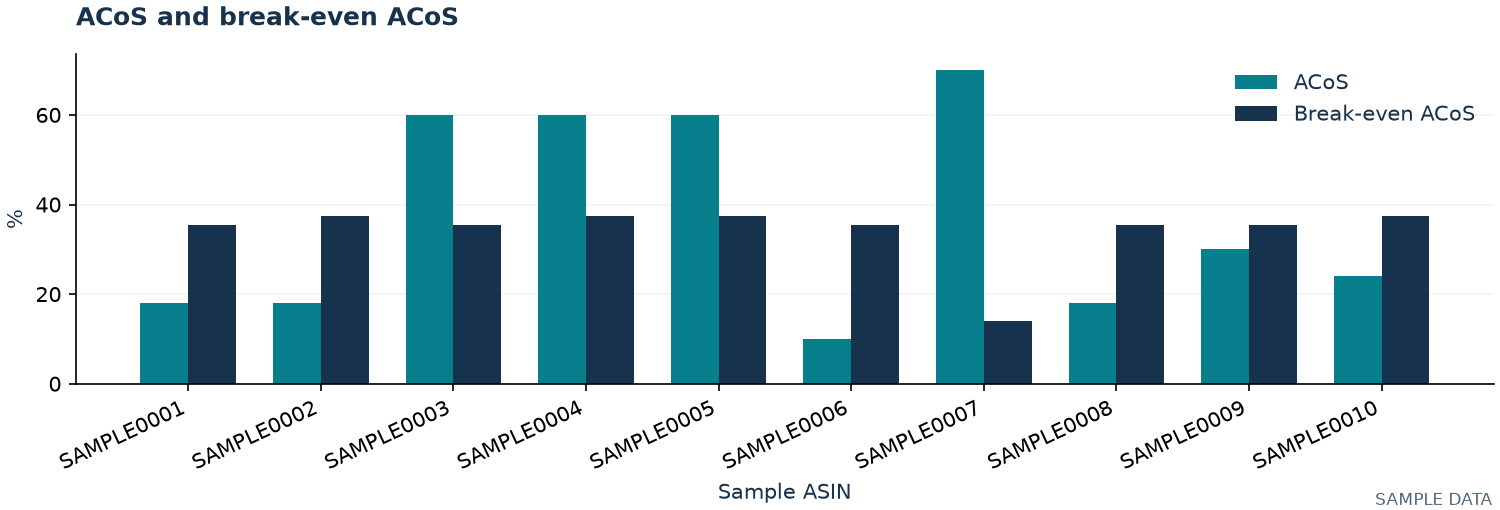 ACoS and break-even ACoS
ACoS
Break-even ACoS
%
60
40
20
0
SAMPLE0001
SAMPLE0002
SAMPLE0003
SAMPLE0004
SAMPLE0005
SAMPLE0006
SAMPLE0007
SAMPLE0008
SAMPLE0009
SAMPLE0010
Sample ASIN
SAMPLE DATA